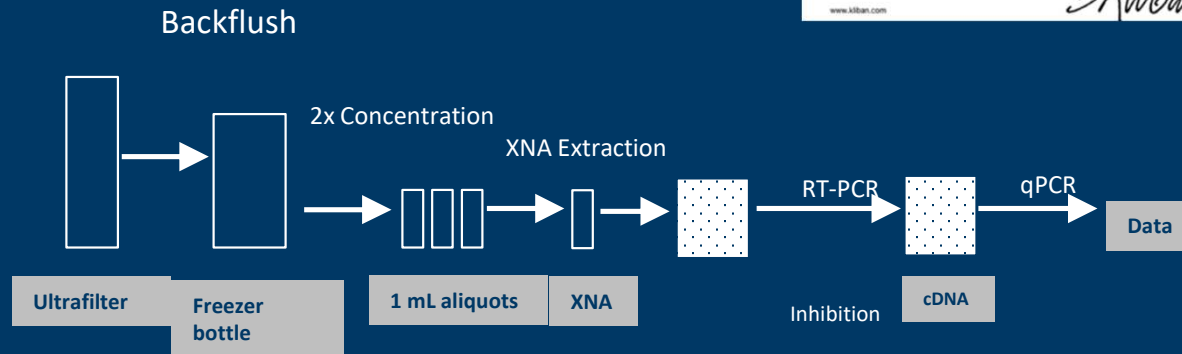 www.kliban.com
Backflush
2x Concentration
XNA Extraction
RT-PCR
qPCR
Data
Ultrafilter
Freezer
bottle
1 mL aliquots
XNA
Inhibition
cDNA